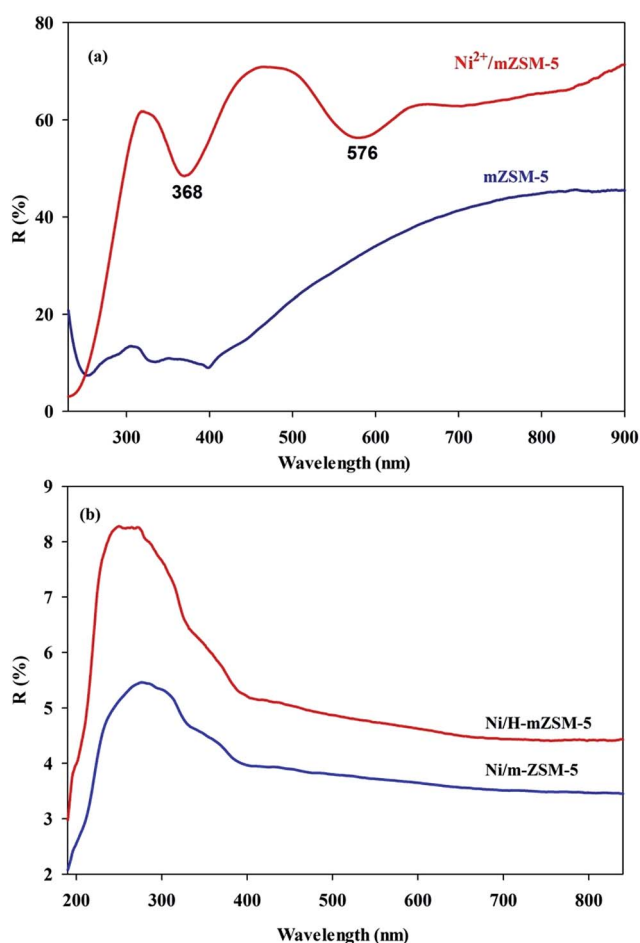 80
(a)
Ni²⁺/mZSM-5
60
368
576
mZSM-5
R (%)
40
20
0
300 400 500 600 700 800 900
Wavelength (nm)
9
(b)
8
7
6
R (%)
5
Ni/H-mZSM-5
4
Ni/m-ZSM-5
3
2
200 300 400 500 600 700 800
Wavelength (nm)